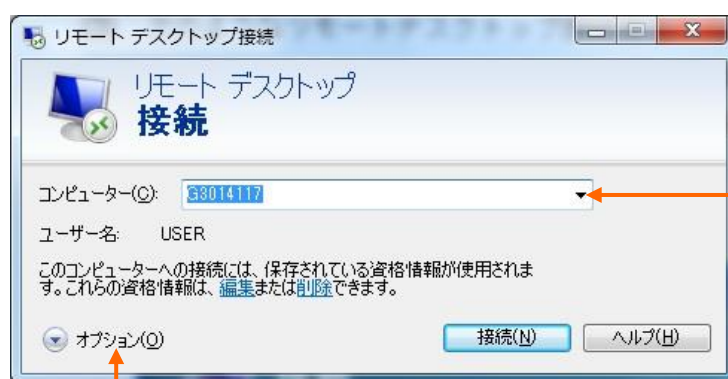 リモート デスクトップ接続
リモート デスクトップ
接続
コンピューター(C): G3014117
ユーザー名: USER
このコンピューターへの接続には、保存されている資格情報が使用されま
す。これらの資格情報は、編集または削除できます。
オプション(O) 接続(N) ヘルプ(H)